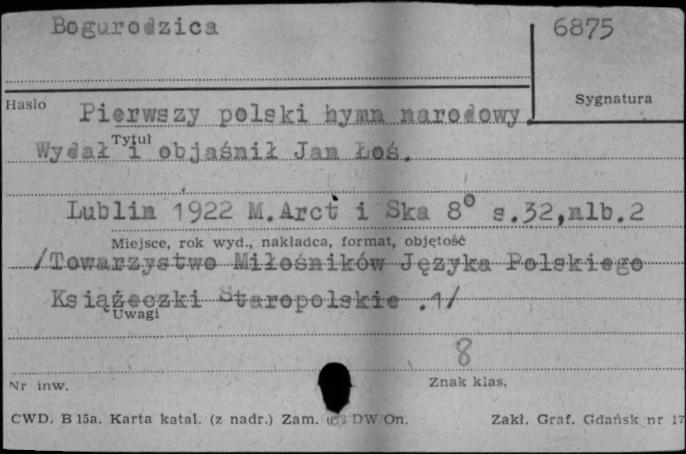 Bogurodzica
6875
Hasło
Sygnatura
Pierwszy polski hymn narodowy.
Tytuł
Wydał i objaśnił Jan Łoś.
Lublin 1922 M.Arct i Ska 8° s.32,nlb.2
Miejsce, rok wyd., nakładca, format, objętość
/Towarzystwo Miłośników Języka Polskiego
Książeczki Staropolskie .1/
Uwagi
8
Nr inw.
Znak klas.
CWD. B 15a. Karta katal. (z nadr.) Zam. DW/On.
Zakł. Graf. Gdańsk nr 17